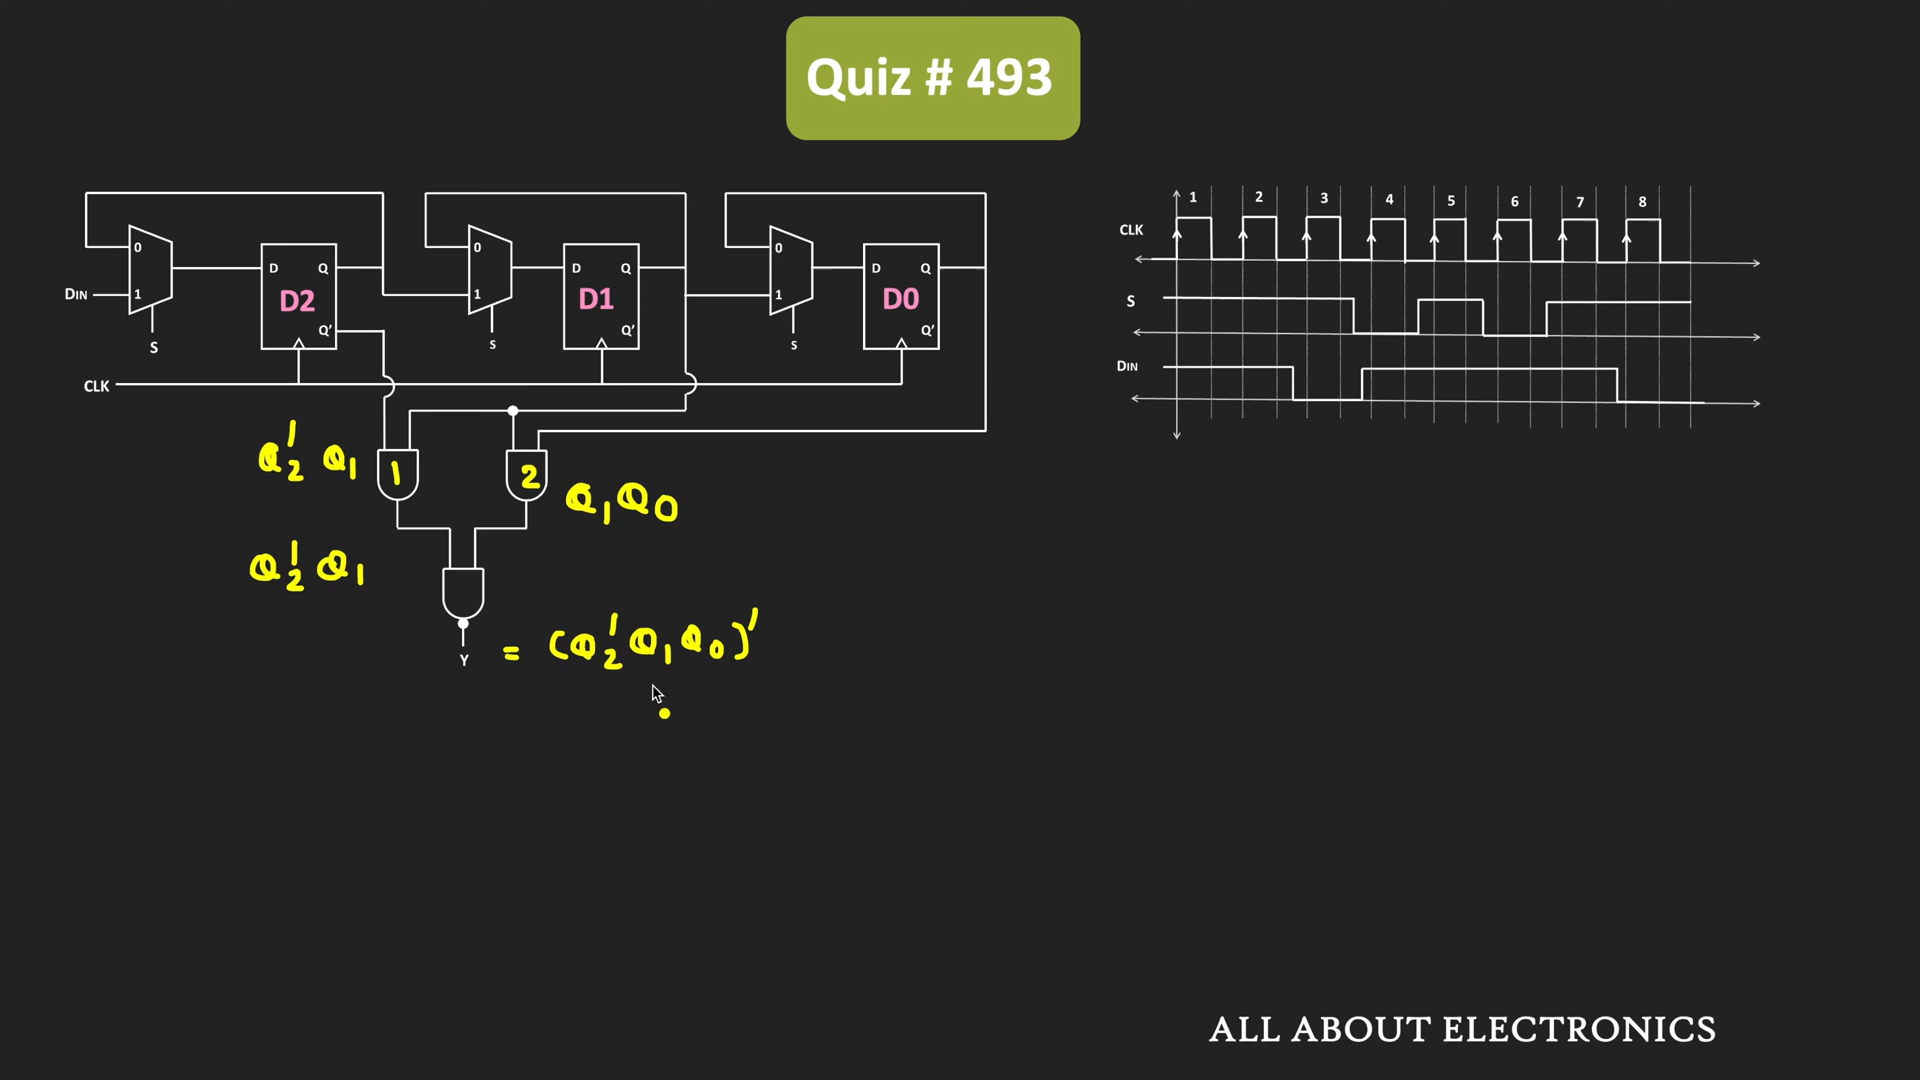 Quiz # 493
0
1
DIN
S
D Q
D2
Q'
0
1
S
D Q
D1
Q'
0
1
S
D Q
D0
Q'
CLK
Q2' Q1
1
2
Q1Q0
Q2' Q1
Y = (Q2'Q1Q0)'
1 2 3 4 5 6 7 8
CLK
S
DIN
ALL ABOUT ELECTRONICS